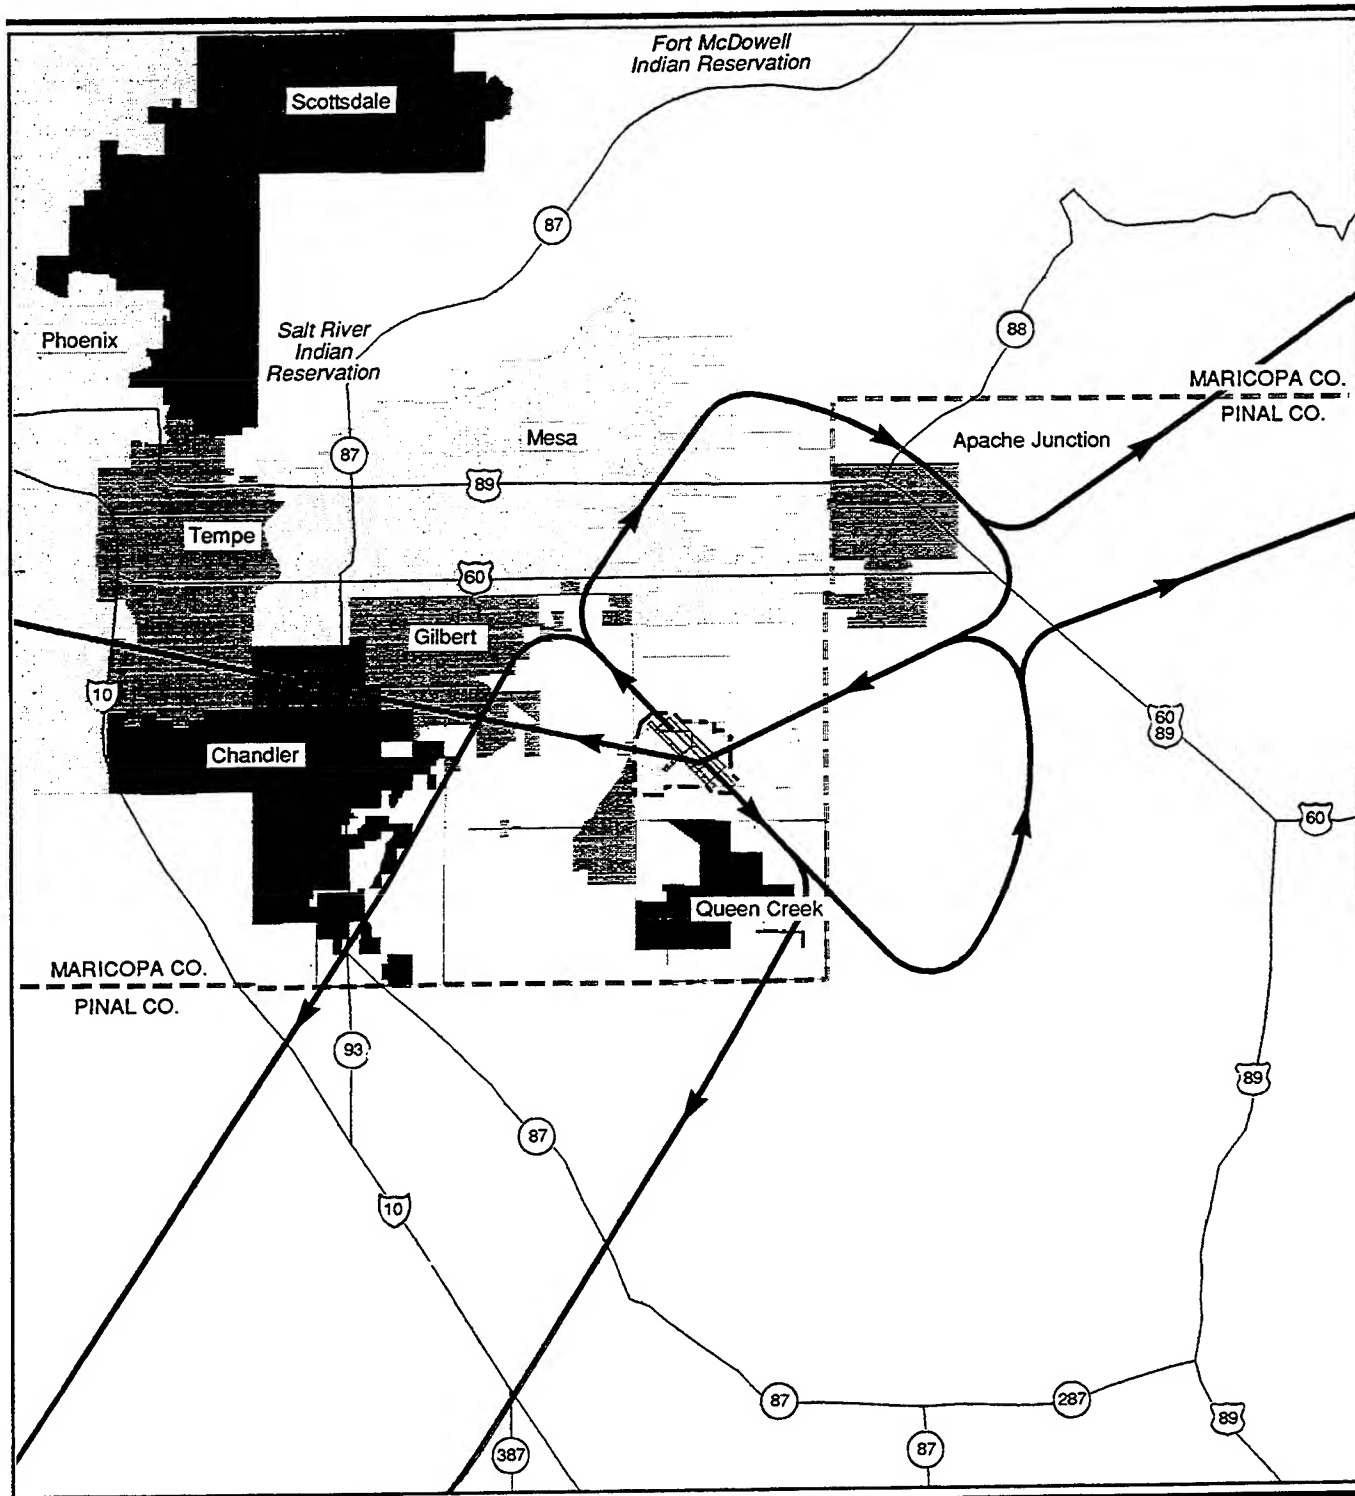 Fort McDowell
Indian Reservation
Scottsdale
87
88
Salt River
Indian
Reservation
Phoenix
MARICOPA CO.
PINAL CO.
Apache Junction
Mesa
87
89
Tempe
60
Gilbert
10
60
89
Chandler
60
Queen Creek
MARICOPA CO.
PINAL CO.
93
89
87
10
87
287
89
87
387